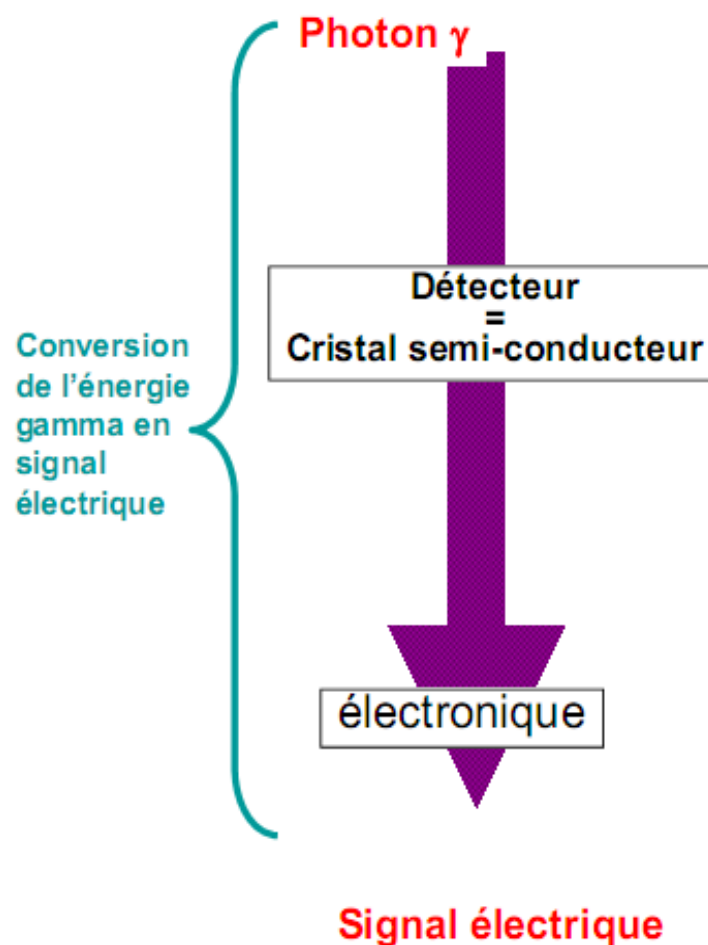 Photon γ
Détecteur
=
Cristal semi-conducteur
Conversion
de l'énergie
gamma en
signal
électrique
électronique
Signal électrique